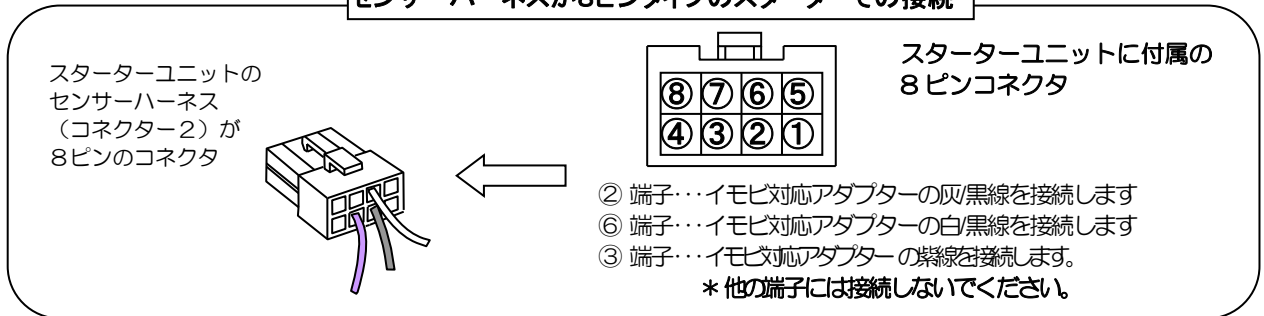 センサーハーネスが8ピンタイプのスターターでの接続
スターターユニットの
センサーハーネス
（コネクター２）が
８ピンのコネクタ
スターターユニットに付属の
８ピンコネクタ
⑧⑦⑥⑤
④③②①
② 端子･･･イモビ対応アダプターの灰/黒線を接続します
⑥ 端子･･･イモビ対応アダプターの白/黒線を接続します
③ 端子･･･イモビ対応アダプター の紫線を接続します。
＊他の端子には接続しないでください。